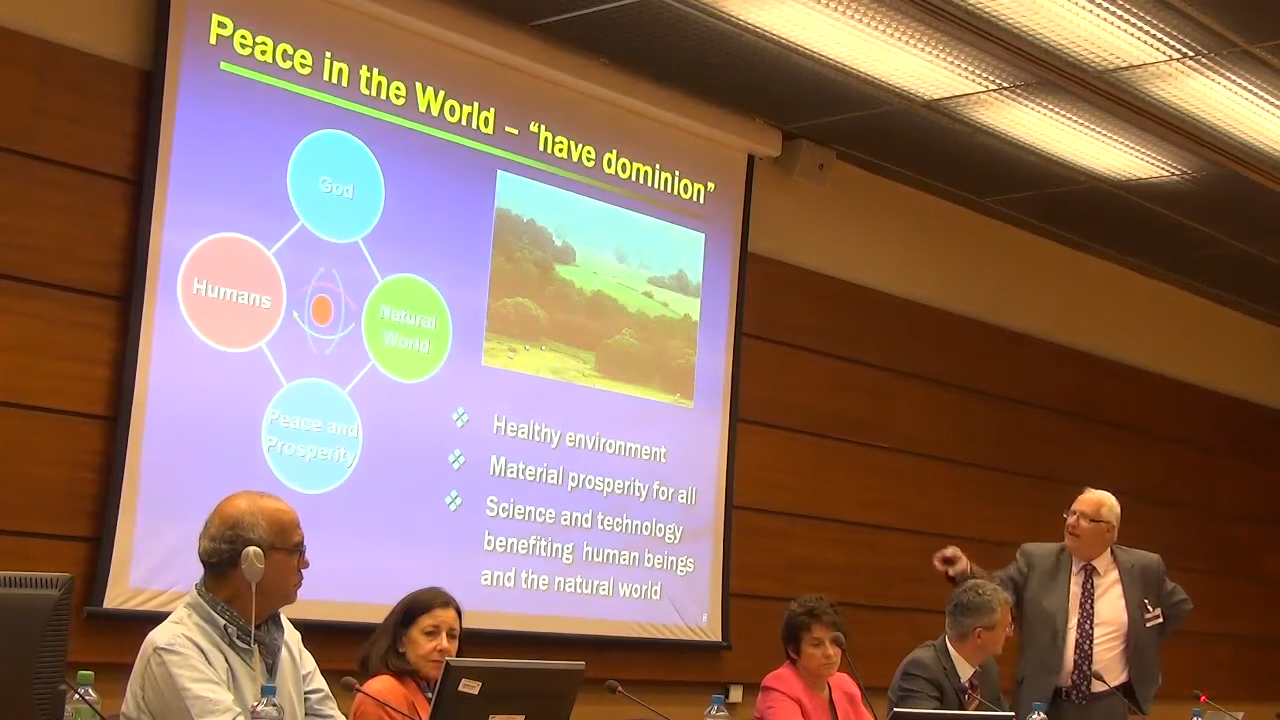 Peace in the World – “have dominion”
God
Humans
Natural
World
Peace and
Prosperity
Healthy environment
Material prosperity for all
Science and technology
benefiting human beings
and the natural world